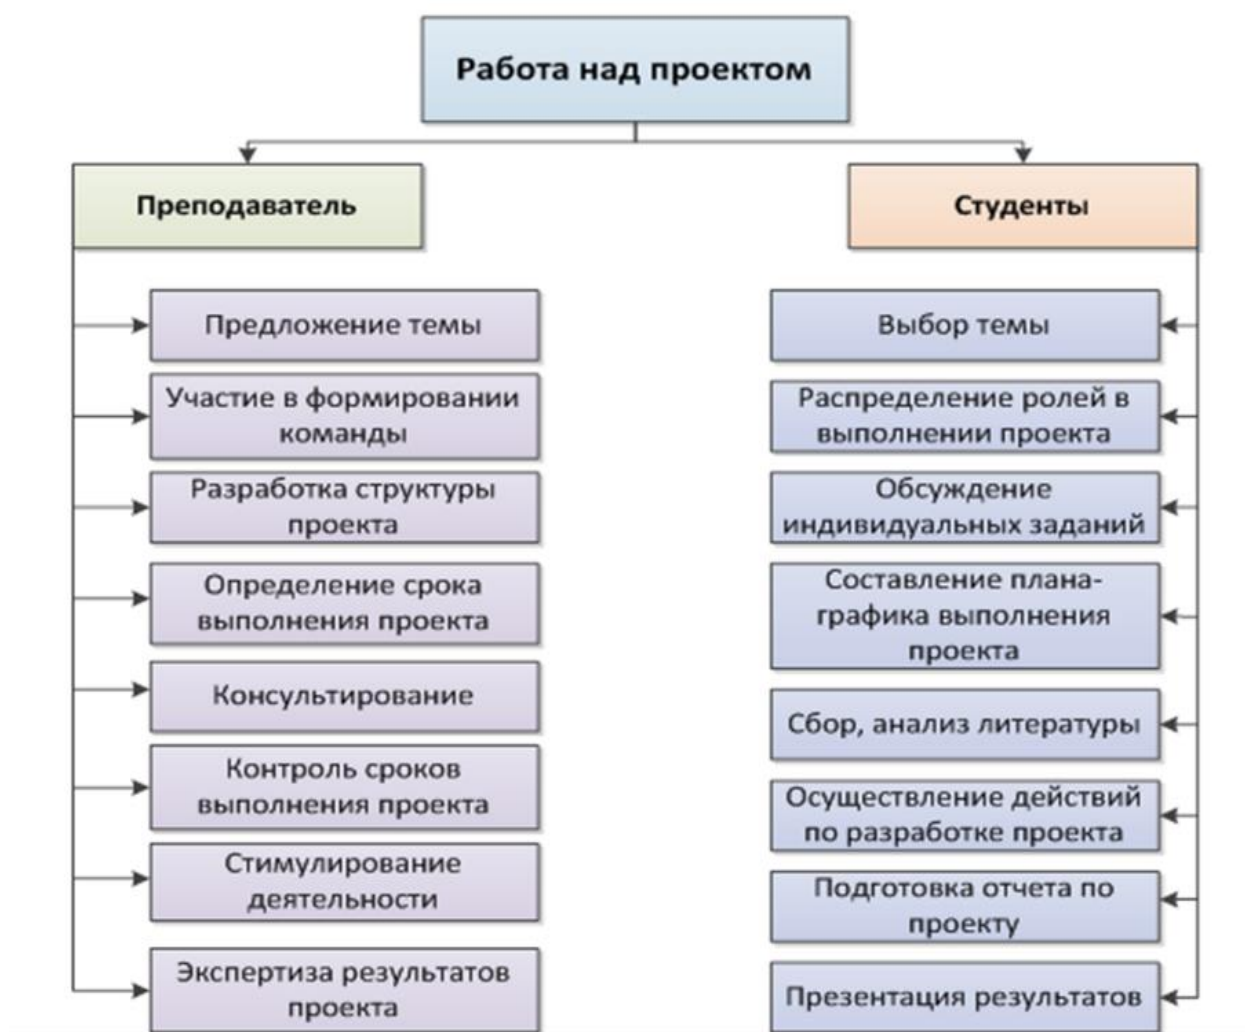 Работа над проектом
Преподаватель
Предложение темы
Участие в формировании
команды
Разработка структуры
проекта
Определение срока
выполнения проекта
Консультирование
Контроль сроков
выполнения проекта
Стимулирование
деятельности
Экспертиза результатов
проекта
Студенты
Выбор темы
Распределение ролей в
выполнении проекта
Обсуждение
индивидуальных заданий
Составление плана-
графика выполнения
проекта
Сбор, анализ литературы
Осуществление действий
по разработке проекта
Подготовка отчета по
проекту
Презентация результатов